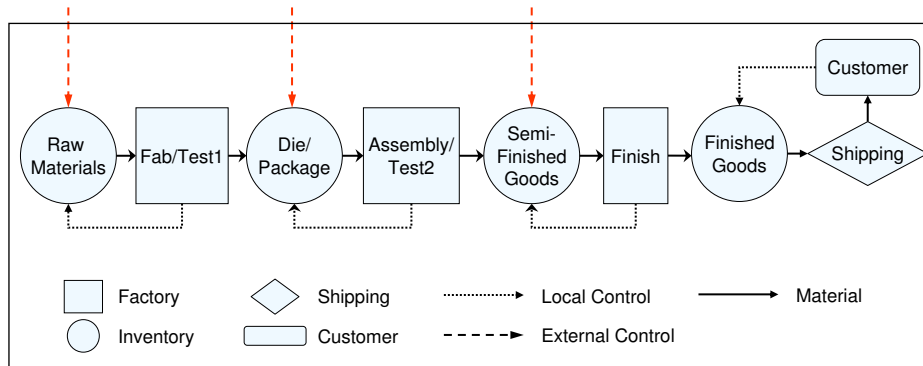 Customer
Raw
Materials
Fab/Test1
Die/
Package
Assembly/
Test2
Semi-
Finished
Goods
Finish
Finished
Goods
Shipping
Factory
Shipping
Local Control
Material
Inventory
Customer
External Control